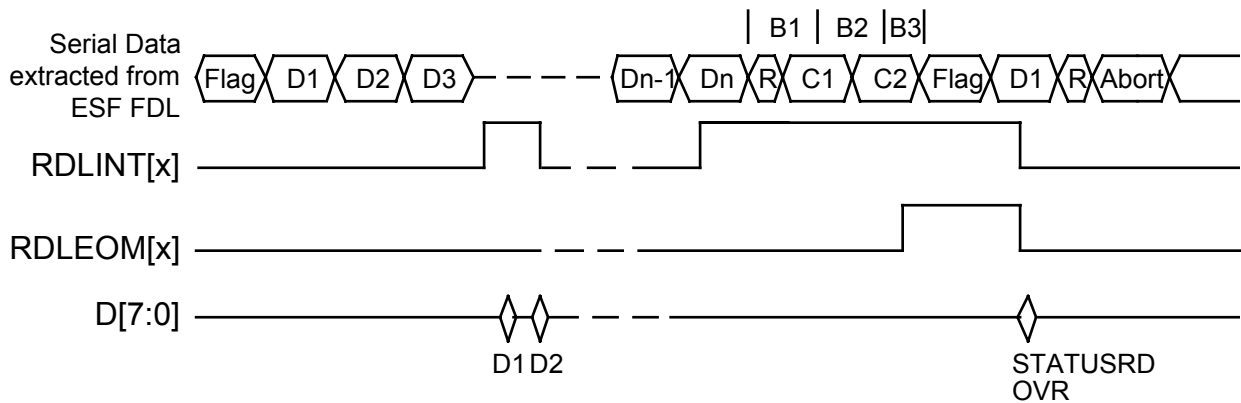 B1 B2 B3
Serial Data
extracted from
ESF FDL
Flag D1 D2 D3 Dn-1 Dn R C1 C2 Flag D1 R Abort
RDLINT[x]
RDLEOM[x]
D[7:0]
D1 D2
STATUSRD
OVR